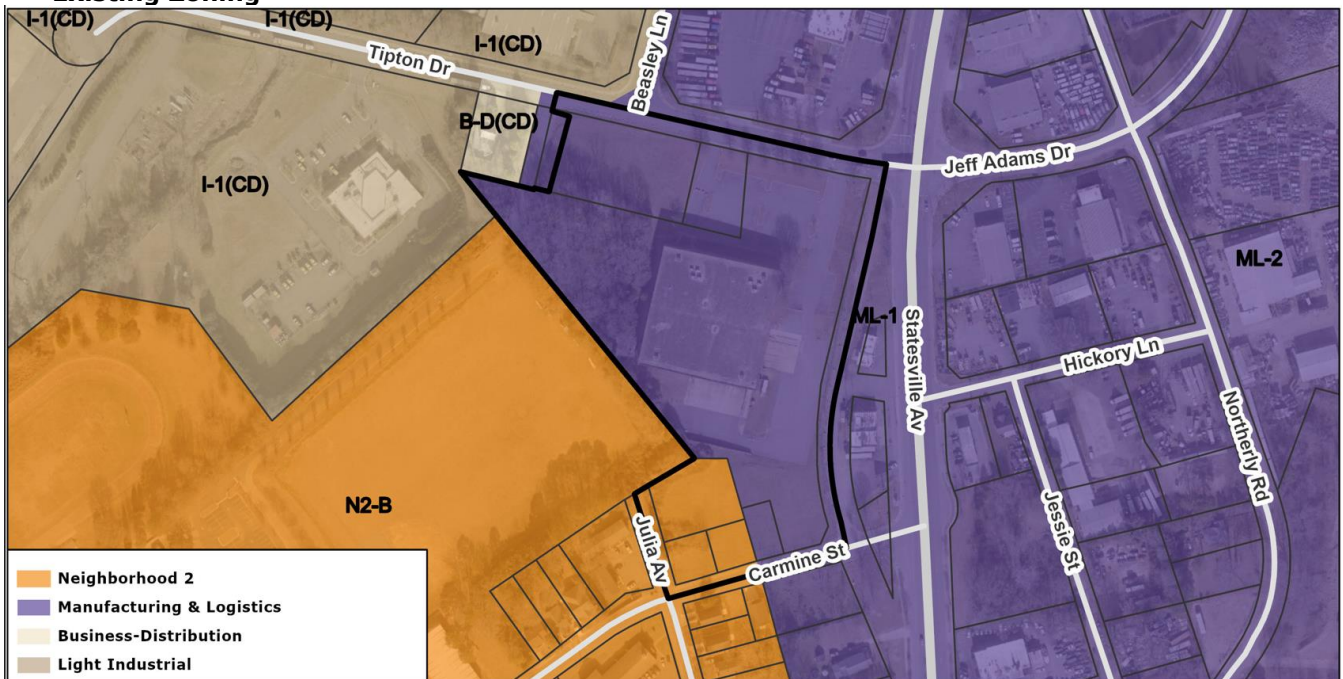 Existing Zoning
I-1(CD)
I-1(CD)
I-1(CD)
Tipton Dr
Beasley Ln
B-D(CD)
Jeff Adams Dr
I-1(CD)
ML-2
ML-1
Statesville Av
Hickory Ln
Northerly Rd
N2-B
Jessie St
Julia Av
Carmine St
Neighborhood 2
Manufacturing & Logistics
Business-Distribution
Light Industrial